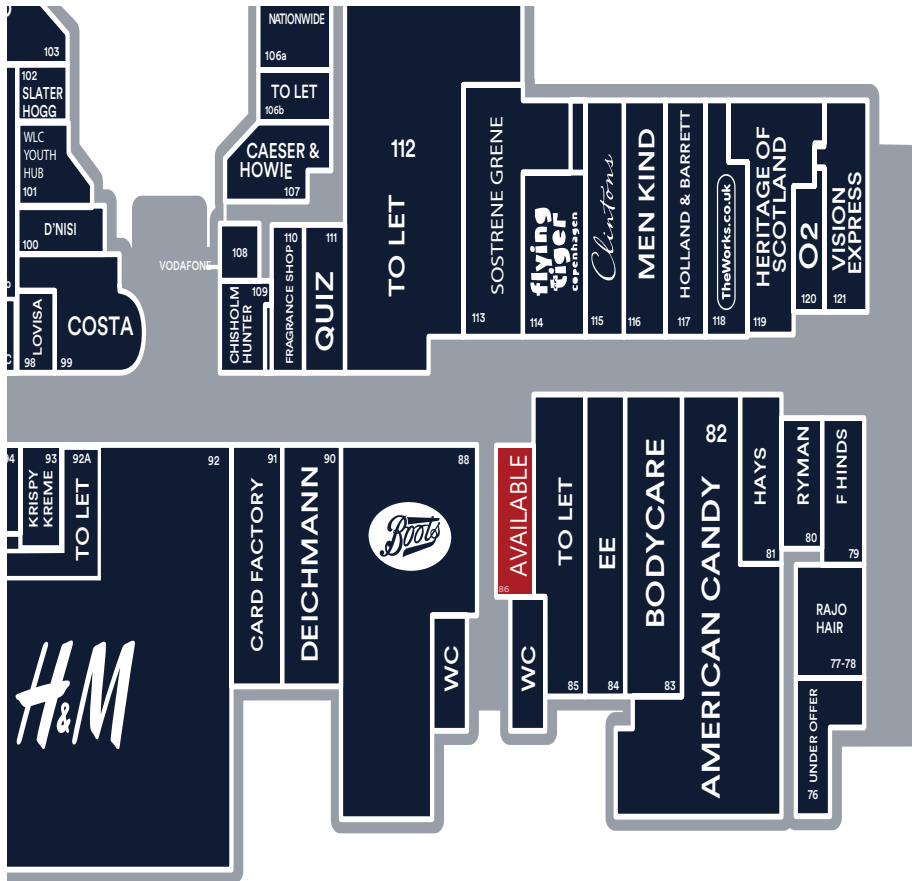 103
102
SLATER
HOGG
WLC
YOUTH
HUB
101
D'NISI
100
COSTA
99
LOVISA
98
C
NATIONWIDE
106a
TO LET
106b
CAESER &
HOWIE
107
VODAFONE
108
109
CHISHOLM
HUNTER
110
FRAGRANCE SHOP
111
QUIZ
112
TO LET
SOSTRENE GRENE
113
flying
tiger
copenhagen
114
Clintons
115
MEN KIND
116
HOLLAND & BARRETT
117
TheWorks.co.uk
118
HERITAGE OF
SCOTLAND
119
O2
120
VISION
EXPRESS
121
94
93
KRISPY
KREME
92A
TO LET
92
H&M
91
CARD FACTORY
90
DEICHMANN
88
Boots
WC
AVAILABLE
86
WC
TO LET
85
EE
84
BODYCARE
83
82
AMERICAN CANDY
HAYS
81
RYMAN
80
F HINDS
79
RAJO
HAIR
77-78
UNDER OFFER
76